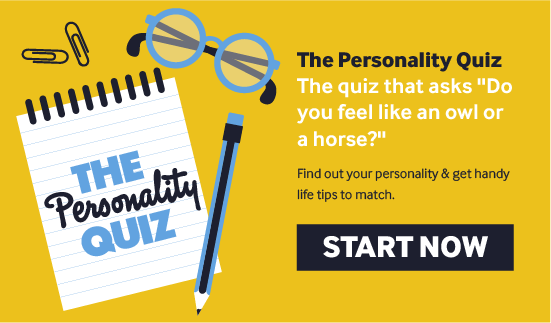 THE
Personality
QUIZ
The Personality Quiz
The quiz that asks "Do
you feel like an owl or
a horse?"
Find out your personality & get handy
life tips to match.
START NOW